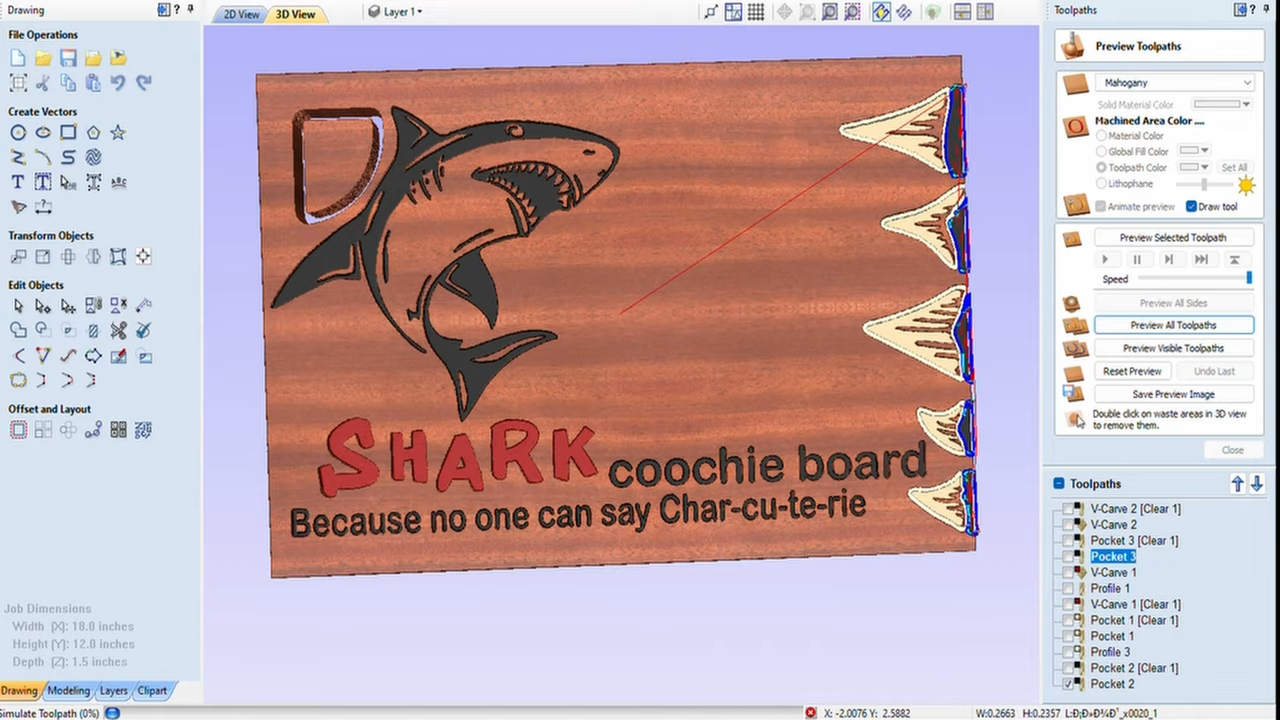 Drawing
File Operations
Create Vectors
Transform Objects
Edit Objects
Offset and Layout
Job Dimensions
Width [X]: 18.0 inches
Height [Y]: 12.0 inches
Depth [Z]: 1.5 inches
Drawing Modeling Layers Clipart
Simulate Toolpath (0%)
2D View 3D View
Layer 1
SHARK coochie board
Because no one can say Char-cu-te-rie
Toolpaths
Preview Toolpaths
Mahogany
Solid Material Color
Machined Area Color ....
Material Color
Global Fill Color
Toolpath Color Set All
Lithophane
Animate preview Draw tool
Preview Selected Toolpath
Speed
Preview All Sides
Preview All Toolpaths
Preview Visible Toolpaths
Reset Preview Undo Last
Save Preview Image
Double click on waste areas in 3D view
to remove them.
Close
Toolpaths
V-Carve 2 [Clear 1]
V-Carve 2
Pocket 3 [Clear 1]
Pocket 3
V-Carve 1
Profile 1
V-Carve 1 [Clear 1]
Pocket 1 [Clear 1]
Pocket 1
Profile 3
Pocket 2 [Clear 1]
Pocket 2
X: -2.0076 Y: 2.5882
W:0.2663 H:0.2357